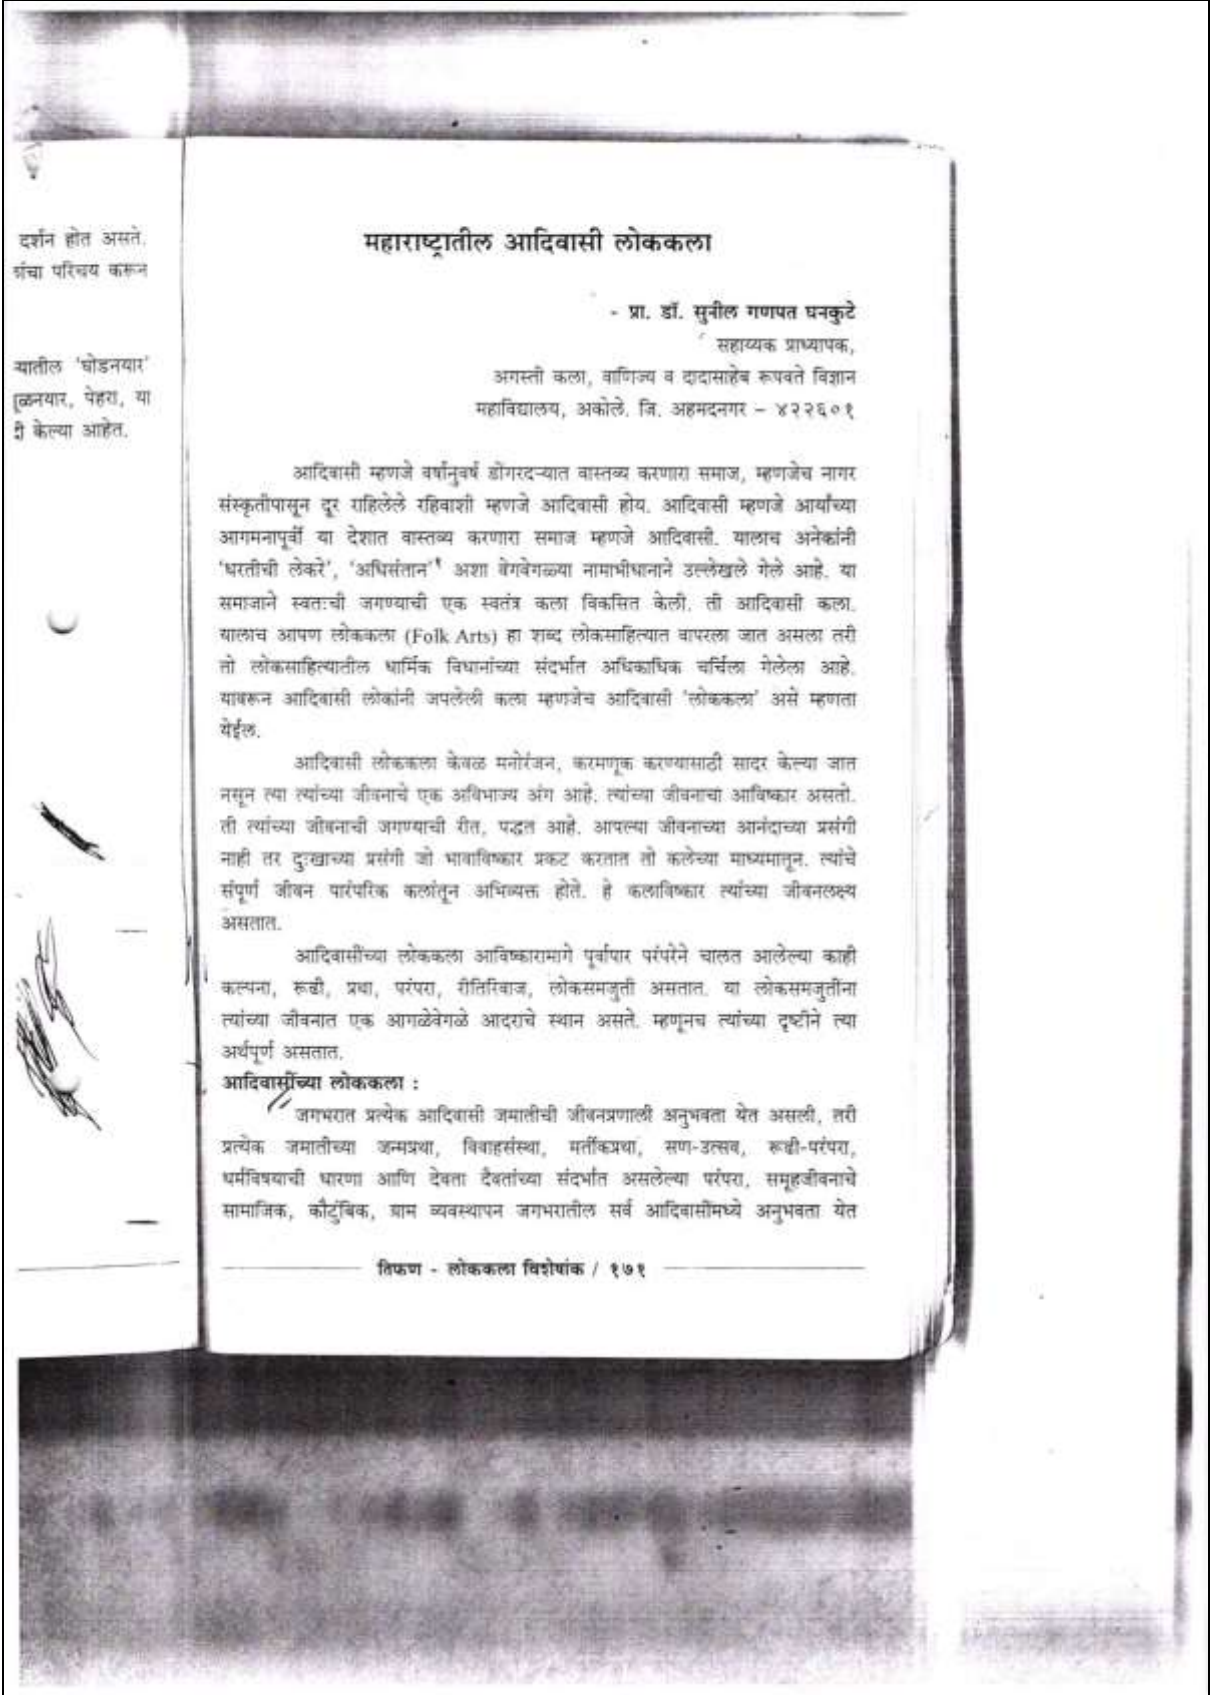 दर्शन होत असते.
परिचय करून
'घोडनयार'
पेहरा, या
केल्या आहेत.
महाराष्ट्रातील आदिवासी लोककला
- प्रा. डॉ. सुनील गणपत घनकुटे
सहाय्यक प्राध्यापक,
अगस्ती कला, वाणिज्य व दादासाहेब रूपवते विज्ञान
महाविद्यालय, अकोले. जि. अहमदनगर – ४२२६०१
आदिवासी म्हणजे वर्षानुवर्ष डोंगरदऱ्यात वास्तव्य करणारा समाज, म्हणजेच नागर
संस्कृतीपासून दूर राहिलेले रहिवाशी म्हणजे आदिवासी होय. आदिवासी म्हणजे आर्यांच्या
आगमनापूर्वी या देशात वास्तव्य करणारा समाज म्हणजे आदिवासी. यालाच अनेकांनी
'धरतीची लेकरे', 'अधिसंतान'१ अशा वेगवेगळ्या नामाभीधानाने उल्लेखले गेले आहे. या
समाजाने स्वतःची जगण्याची एक स्वतंत्र कला विकसित केली. ती आदिवासी कला.
यालाच आपण लोककला (Folk Arts) हा शब्द लोकसाहित्यात वापरला जात असला तरी
तो लोकसाहित्यातील धार्मिक विधानांच्या संदर्भात अधिकाधिक चर्चिला गेलेला आहे.
यावरून आदिवासी लोकांनी जपलेली कला म्हणजेच आदिवासी 'लोककला' असे म्हणता
येईल.
आदिवासी लोककला केवळ मनोरंजन, करमणूक करण्यासाठी सादर केल्या जात
नसून त्या त्यांच्या जीवनाचे एक अविभाज्य अंग आहे. त्यांच्या जीवनाचा आविष्कार असतो.
ती त्यांच्या जीवनाची जगण्याची रीत, पद्धत आहे. आपल्या जीवनाच्या आनंदाच्या प्रसंगी
नाही तर दुःखाच्या प्रसंगी जो भावाविष्कार प्रकट करतात तो कलेच्या माध्यमातून. त्यांचे
संपूर्ण जीवन पारंपरिक कलांतून अभिव्यक्त होते. हे कलाविष्कार त्यांच्या जीवनलक्ष्य
असतात.
आदिवासींच्या लोककला आविष्कारामागे पूर्वापार परंपरेने चालत आलेल्या काही
कल्पना, रूढी, प्रथा, परंपरा, रीतिरिवाज, लोकसमजुती असतात. या लोकसमजुतींना
त्यांच्या जीवनात एक आगळेवेगळे आदराचे स्थान असते. म्हणूनच त्यांच्या दृष्टीने त्या
अर्थपूर्ण असतात.
आदिवासींच्या लोककला :
जगभरात प्रत्येक आदिवासी जमातीची जीवनप्रणाली अनुभवता येत असली, तरी
प्रत्येक जमातीच्या जन्मप्रथा, विवाहसंस्था, मर्तीकप्रथा, सण-उत्सव, रूढी-परंपरा,
धर्मविषयाची धारणा आणि देवता दैवतांच्या संदर्भात असलेल्या परंपरा, समूहजीवनाचे
सामाजिक, कौटुंबिक, ग्राम व्यवस्थापन जगभरातील सर्व आदिवासींमध्ये अनुभवता येत
तिफण - लोककला विशेषांक / १७१